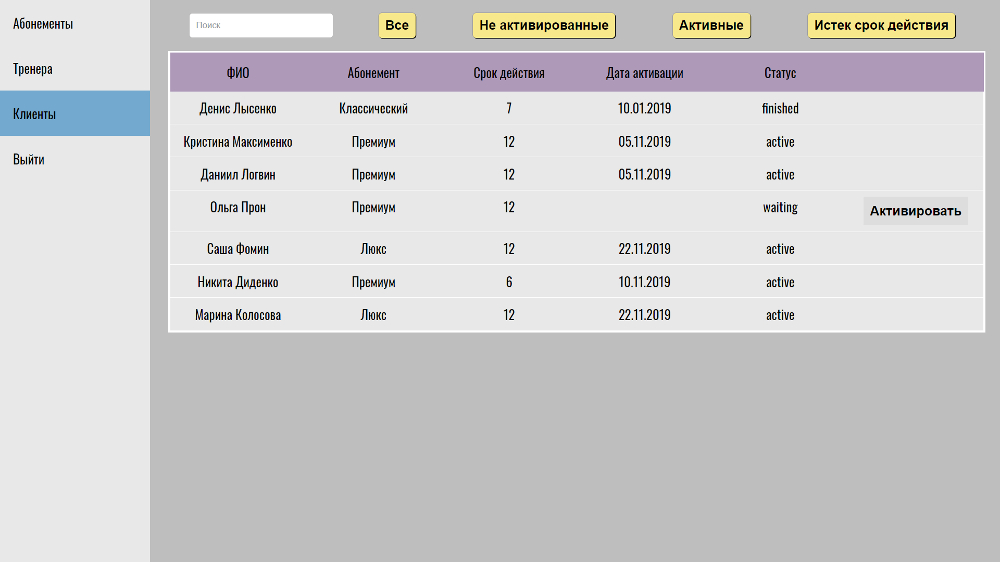 Абонементы
Тренера
Клиенты
Выйти
Поиск
Все
Не активированные
Активные
Истек срок действия
ФИО Абонемент Срок действия Дата активации Статус
Денис Лысенко Классический 7 10.01.2019 finished
Кристина Максименко Премиум 12 05.11.2019 active
Даниил Логвин Премиум 12 05.11.2019 active
Ольга Прон Премиум 12 waiting Активировать
Саша Фомин Люкс 12 22.11.2019 active
Никита Диденко Премиум 6 10.11.2019 active
Марина Колосова Люкс 12 22.11.2019 active